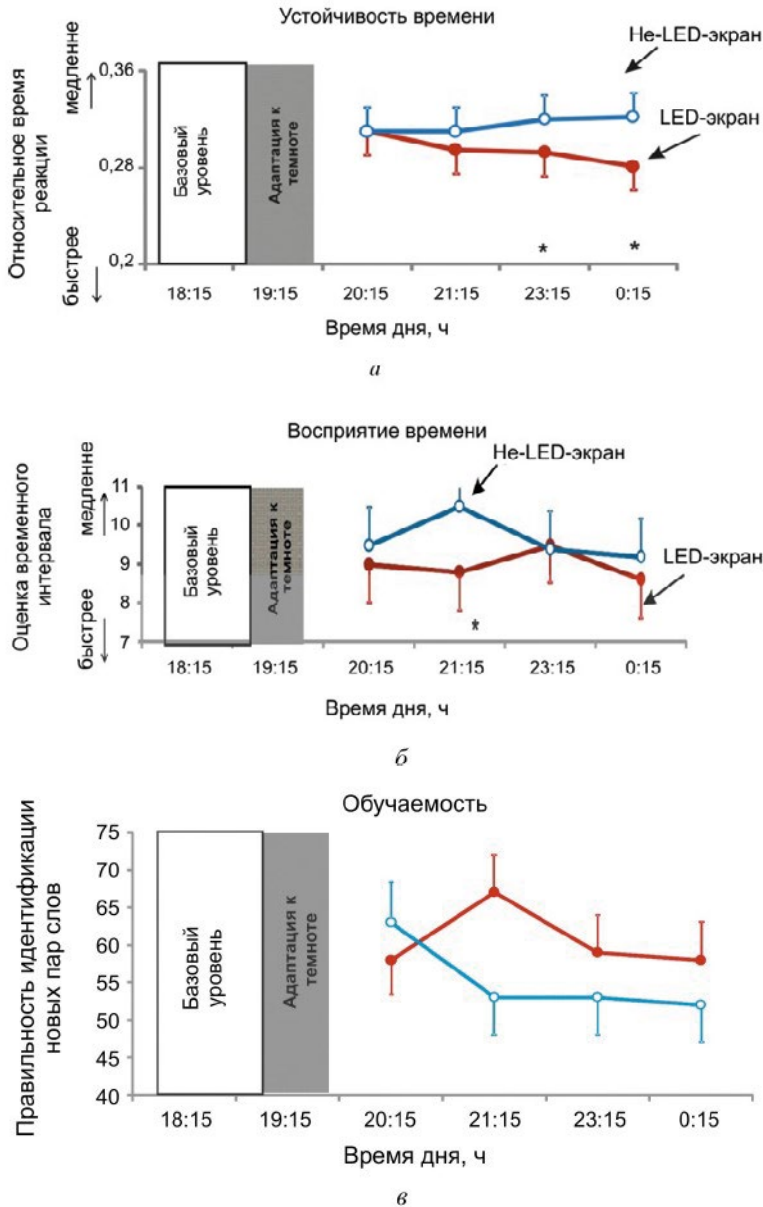 Устойчивость времени
Не-LED-экран
LED-экран
Относительное время
реакции
медленне
быстрее
0,36
0,28
0,2
Базовый
уровень
Адаптация к
темноте
* *
18:15 19:15 20:15 21:15 23:15 0:15
Время дня, ч
а
Восприятие времени
Не-LED-экран
LED-экран
Оценка временного
интервала
медленне
быстрее
11
10
9
8
7
Базовый
уровень
Адаптация к
темноте
*
18:15 19:15 20:15 21:15 23:15 0:15
Время дня, ч
б
Обучаемость
Правильность идентификации
новых пар слов
75
70
65
60
55
50
45
40
Базовый
уровень
Адаптация к
темноте
18:15 19:15 20:15 21:15 23:15 0:15
Время дня, ч
в